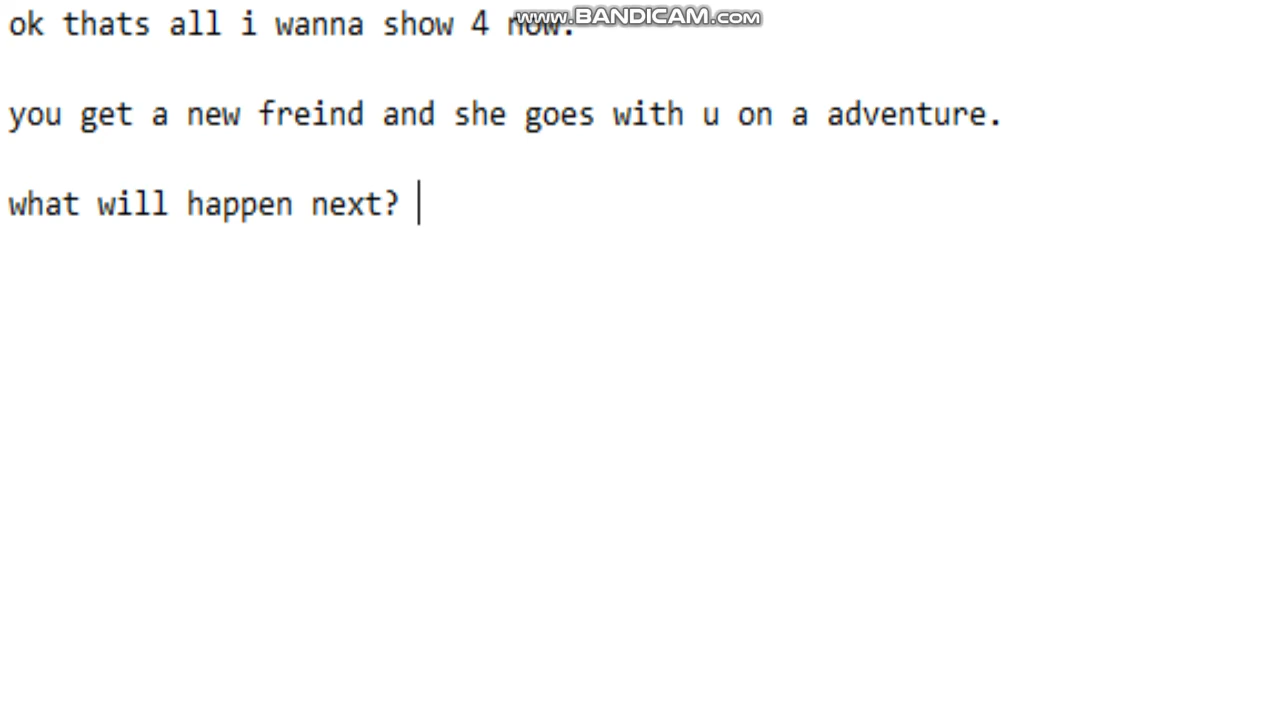 www.BANDICAM.com
ok thats all i wanna show 4 now.
you get a new freind and she goes with u on a adventure.
what will happen next?